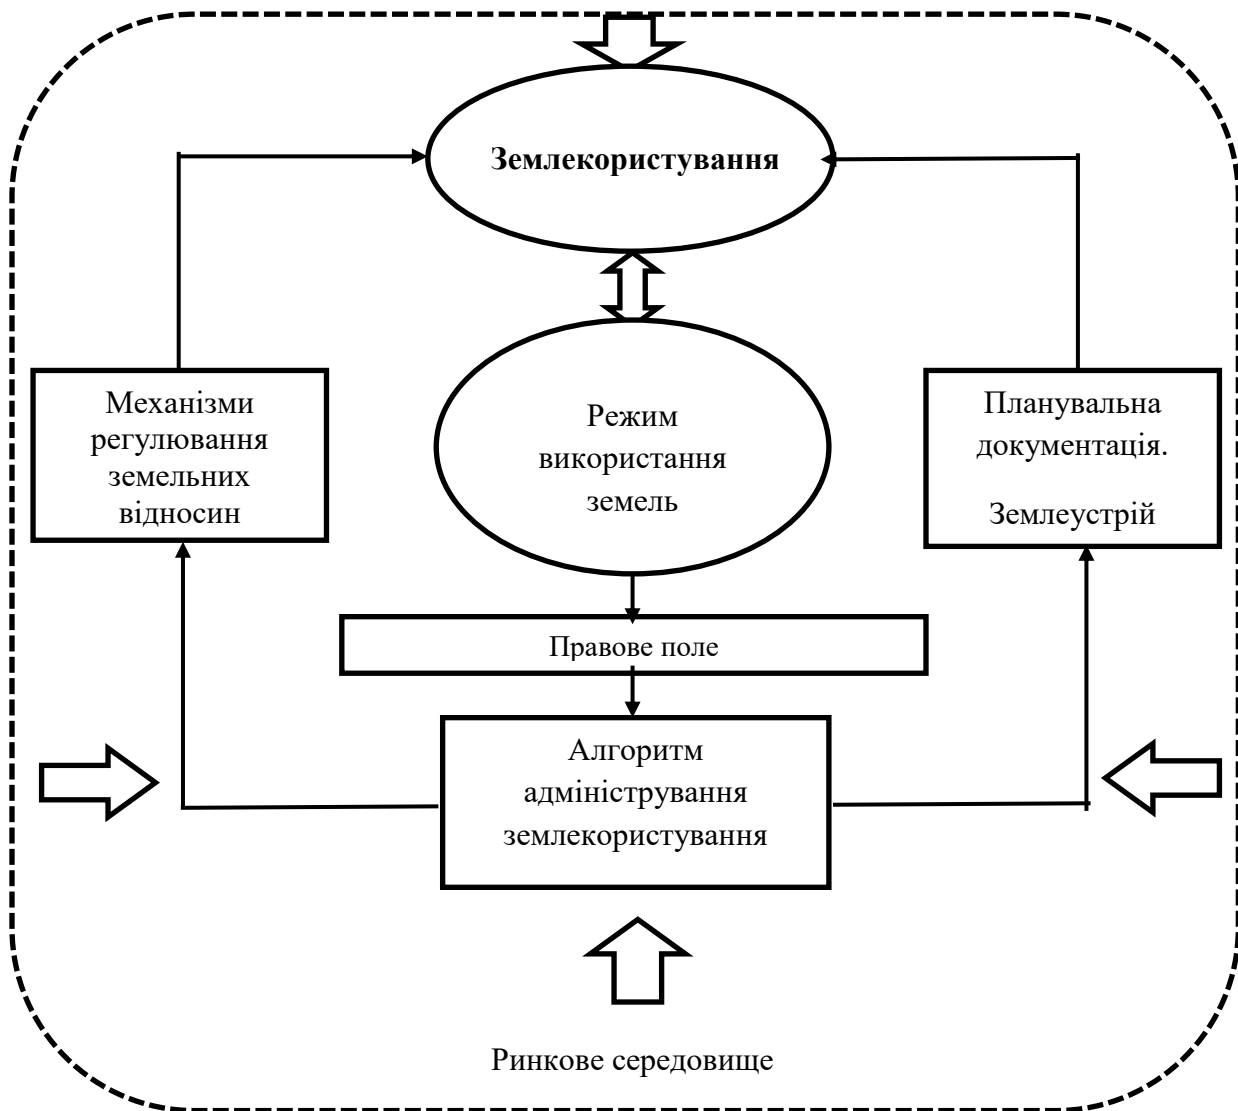 Землекористування
Механізми
регулювання
земельних
відносин
Режим
використання
земель
Планувальна
документація.
Землеустрій
Правове поле
Алгоритм
адміністрування
землекористування
Ринкове середовище